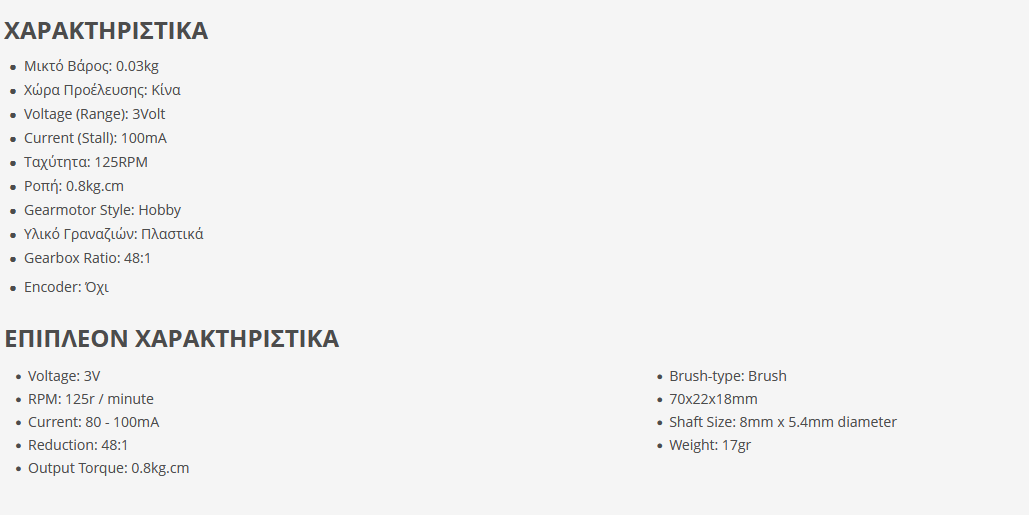 ΧΑΡΑΚΤΗΡΙΣΤΙΚΑ
Μικτό Βάρος: 0.03kg
Χώρα Προέλευσης: Κίνα
Voltage (Range): 3Volt
Current (Stall): 100mA
Ταχύτητα: 125RPM
Ροπή: 0.8kg.cm
Gearmotor Style: Hobby
Υλικό Γραναζιών: Πλαστικά
Gearbox Ratio: 48:1
Encoder: Όχι
ΕΠΙΠΛΕΟΝ ΧΑΡΑΚΤΗΡΙΣΤΙΚΑ
Voltage: 3V
RPM: 125r / minute
Current: 80 - 100mA
Reduction: 48:1
Output Torque: 0.8kg.cm
Brush-type: Brush
70x22x18mm
Shaft Size: 8mm x 5.4mm diameter
Weight: 17gr